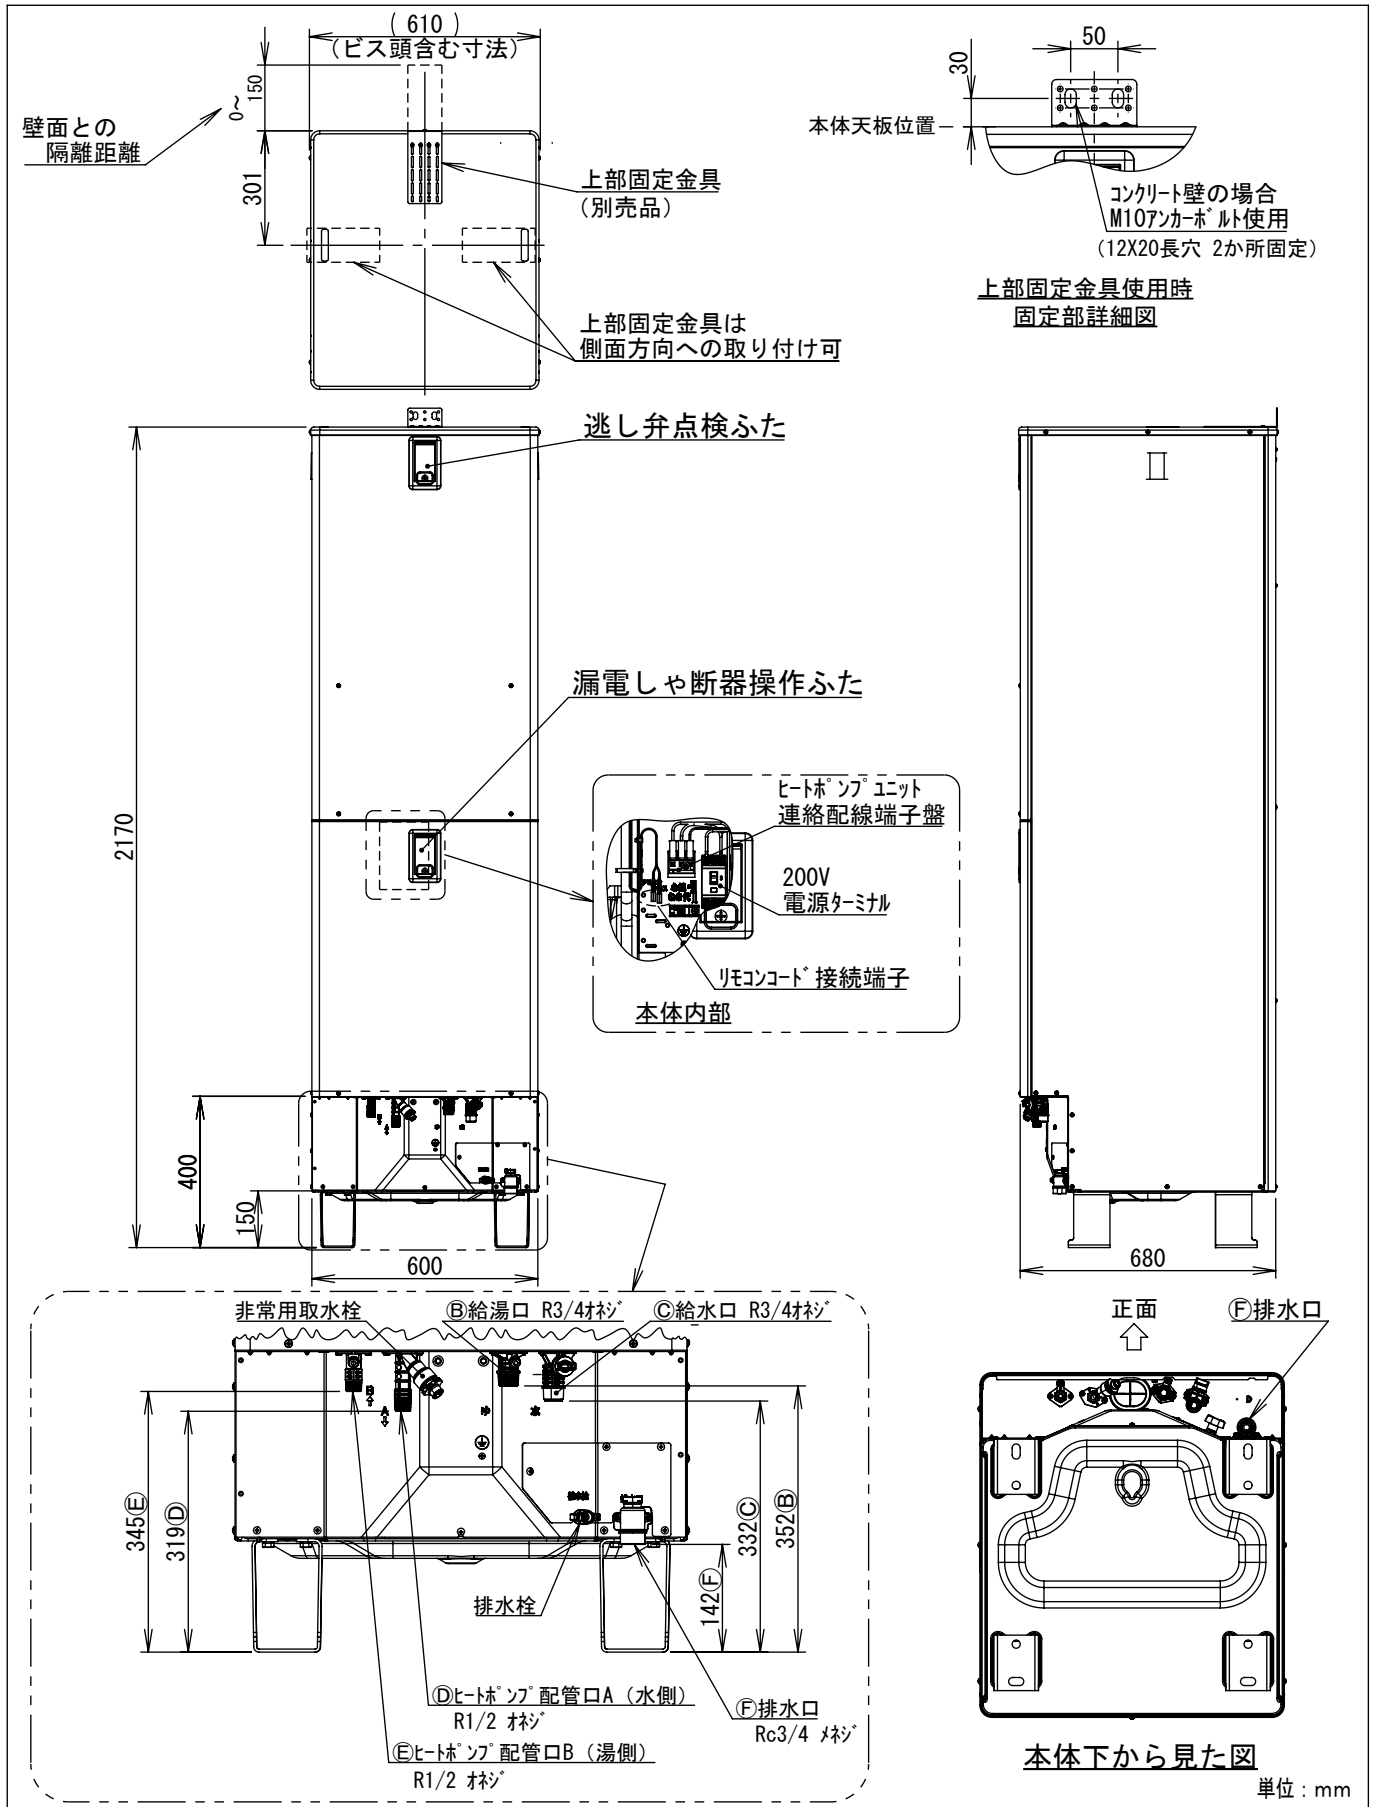 (610)
(ビス頭含む寸法)
0~150
壁面との
隔離距離
301
上部固定金具
(別売品)
上部固定金具は
側面方向への取り付け可
50
30
本体天板位置
コンクリート壁の場合
M10アンカーボルト使用
(12X20長穴 2か所固定)
上部固定金具使用時
固定部詳細図
逃し弁点検ふた
漏電しゃ断器操作ふた
2170
ヒートポンプユニット
連絡配線端子盤
200V
電源ターミナル
リモコンコード接続端子
本体内部
400
150
600
680
非常用取水栓
Ⓑ給湯口 R3/4オネジ
Ⓒ給水口 R3/4オネジ
B
A
345Ⓔ
319Ⓓ
332Ⓒ
352Ⓑ
142Ⓕ
排水栓
Ⓓヒートポンプ配管口A (水側)
R1/2 オネジ
Ⓔヒートポンプ配管口B (湯側)
R1/2 オネジ
Ⓕ排水口
Rc3/4 メネジ
正面
Ⓕ排水口
本体下から見た図
単位：mm